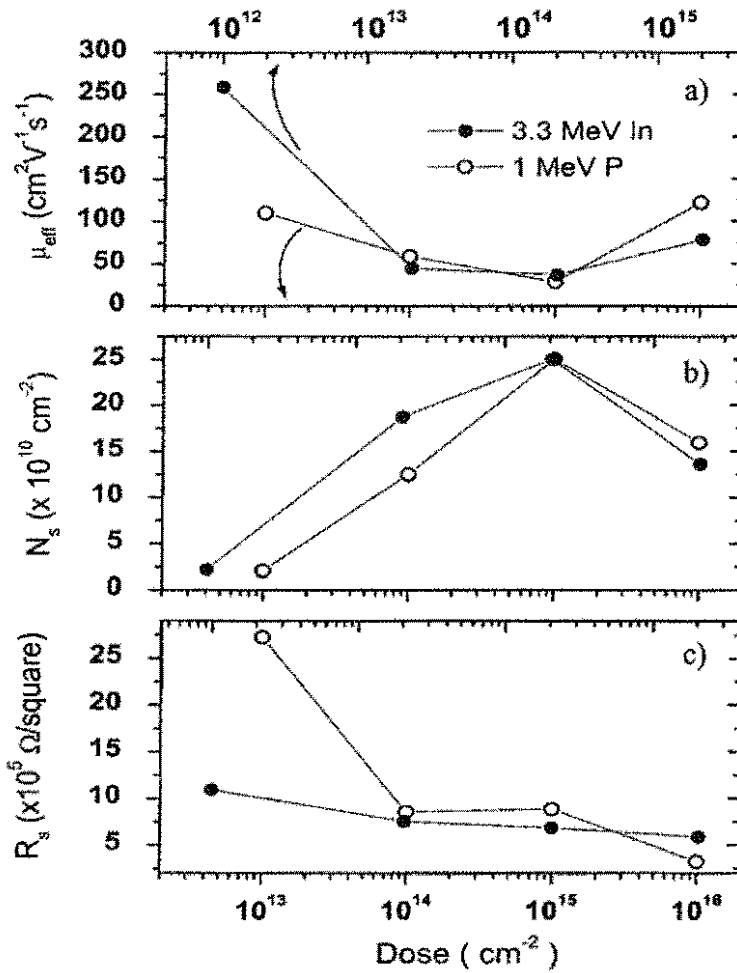 10¹² 10¹³ 10¹⁴ 10¹⁵
300
250
200
150
100
50
0
μeff (cm²V⁻¹s⁻¹)
a)
3.3 MeV In
1 MeV P
25
20
15
10
5
0
Ns (x 10¹⁰ cm⁻²)
b)
25
20
15
10
5
Rs (x10⁵ Ω/square)
c)
10¹³ 10¹⁴ 10¹⁵ 10¹⁶
Dose ( cm⁻² )